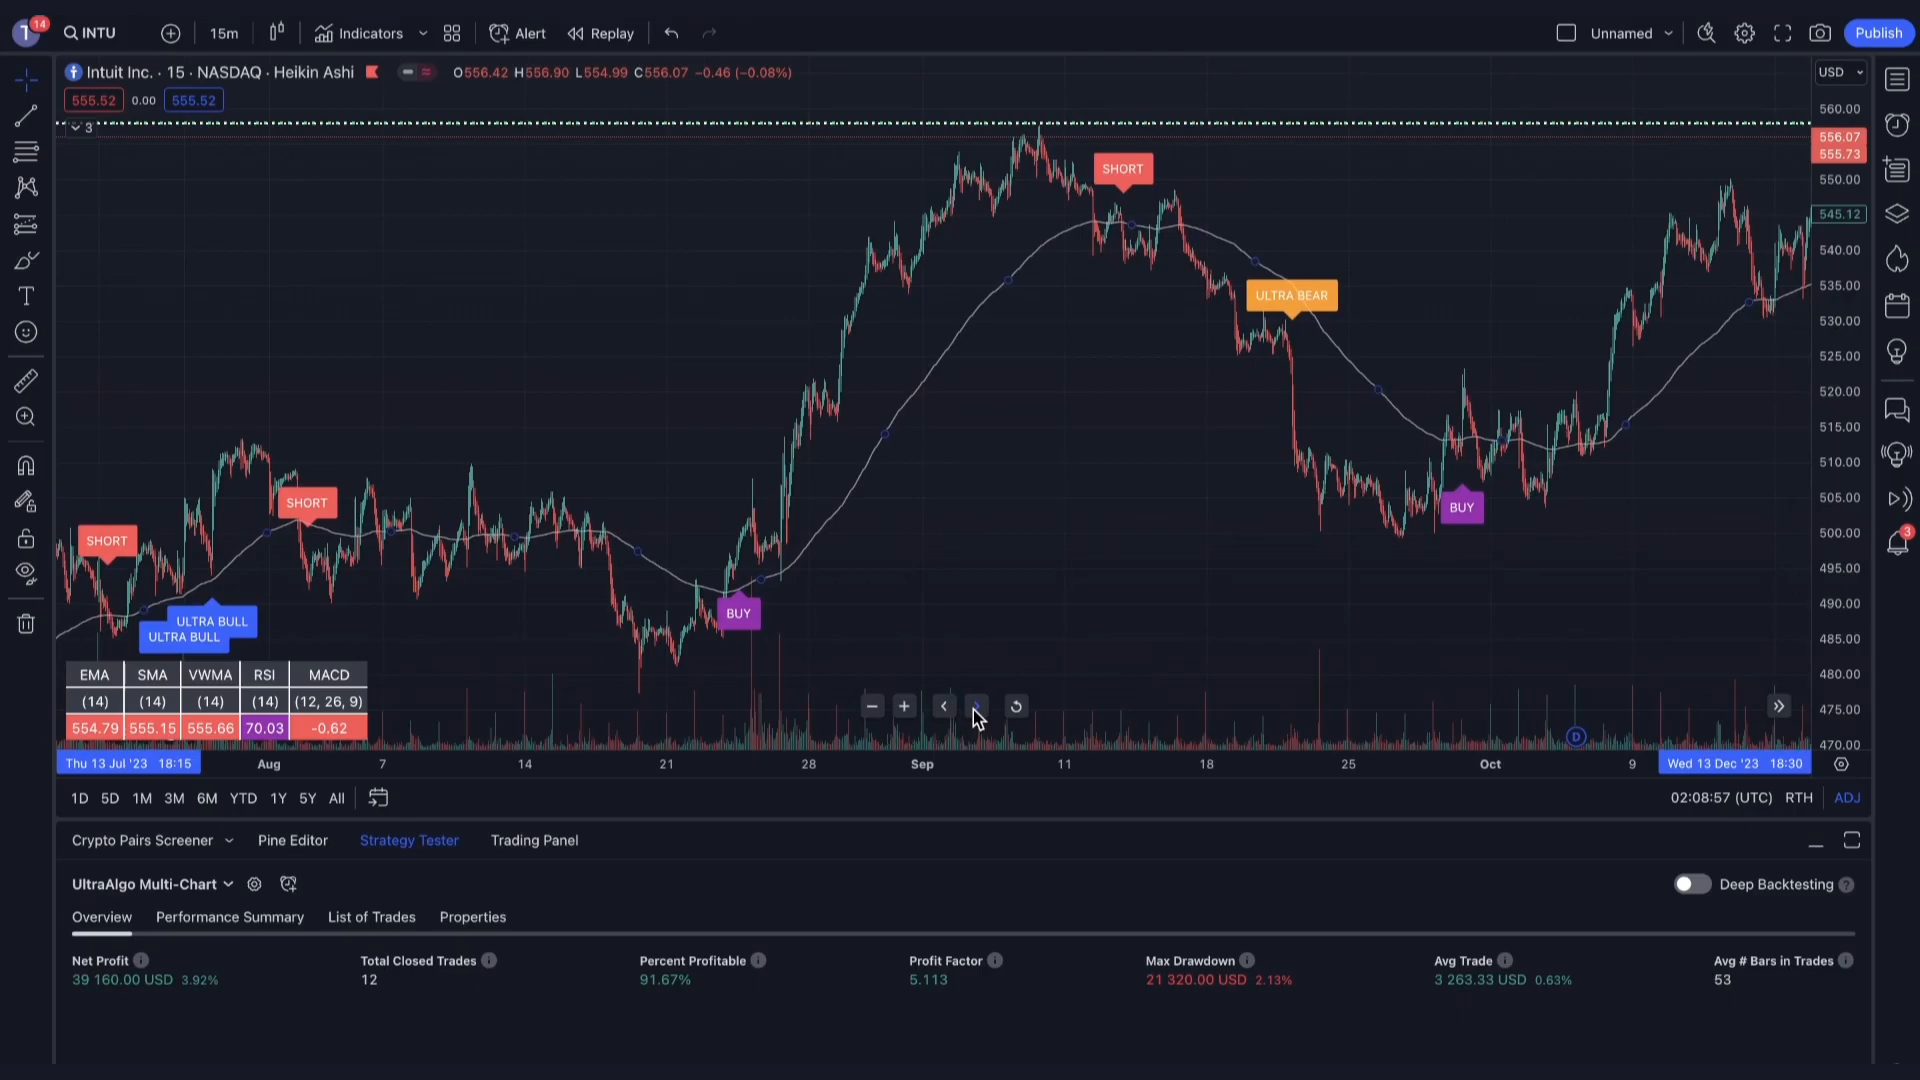 T 14 INTU 15m Indicators Alert Replay Unnamed Publish
Intuit Inc. · 15 · NASDAQ · Heikin Ashi O556.42 H556.90 L554.99 C556.07 −0.46 (−0.08%) USD
555.52 0.00 555.52
3
560.00
556.07
555.73
550.00
545.12
540.00
535.00
530.00
525.00
520.00
515.00
510.00
505.00
500.00
495.00
490.00
485.00
480.00
475.00
470.00
SHORT
ULTRA BEAR
SHORT
BUY
SHORT
BUY
ULTRA BULL
ULTRA BULL
3
EMA SMA VWMA RSI MACD
(14) (14) (14) (14) (12, 26, 9)
554.79 555.15 555.66 70.03 -0.62
D
Thu 13 Jul '23 18:15 Aug 7 14 21 28 Sep 11 18 25 Oct 9 Wed 13 Dec '23 18:30
1D 5D 1M 3M 6M YTD 1Y 5Y All 02:08:57 (UTC) RTH ADJ
Crypto Pairs Screener Pine Editor Strategy Tester Trading Panel
UltraAlgo Multi-Chart Deep Backtesting ?
Overview Performance Summary List of Trades Properties
Net Profit Total Closed Trades Percent Profitable Profit Factor Max Drawdown Avg Trade Avg # Bars in Trades
39 160.00 USD 3.92% 12 91.67% 5.113 21 320.00 USD 2.13% 3 263.33 USD 0.63% 53